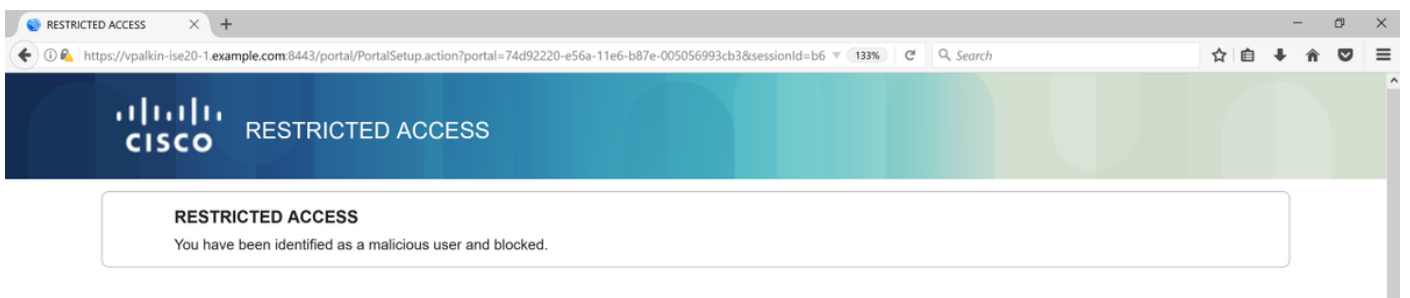 RESTRICTED ACCESS
https://vpalkin-ise20-1.example.com:8443/portal/PortalSetup.action?portal=74d92220-e56a-11e6-b87e-005056993cb3&sessionId=b6 133% Search
CISCO RESTRICTED ACCESS
RESTRICTED ACCESS
You have been identified as a malicious user and blocked.